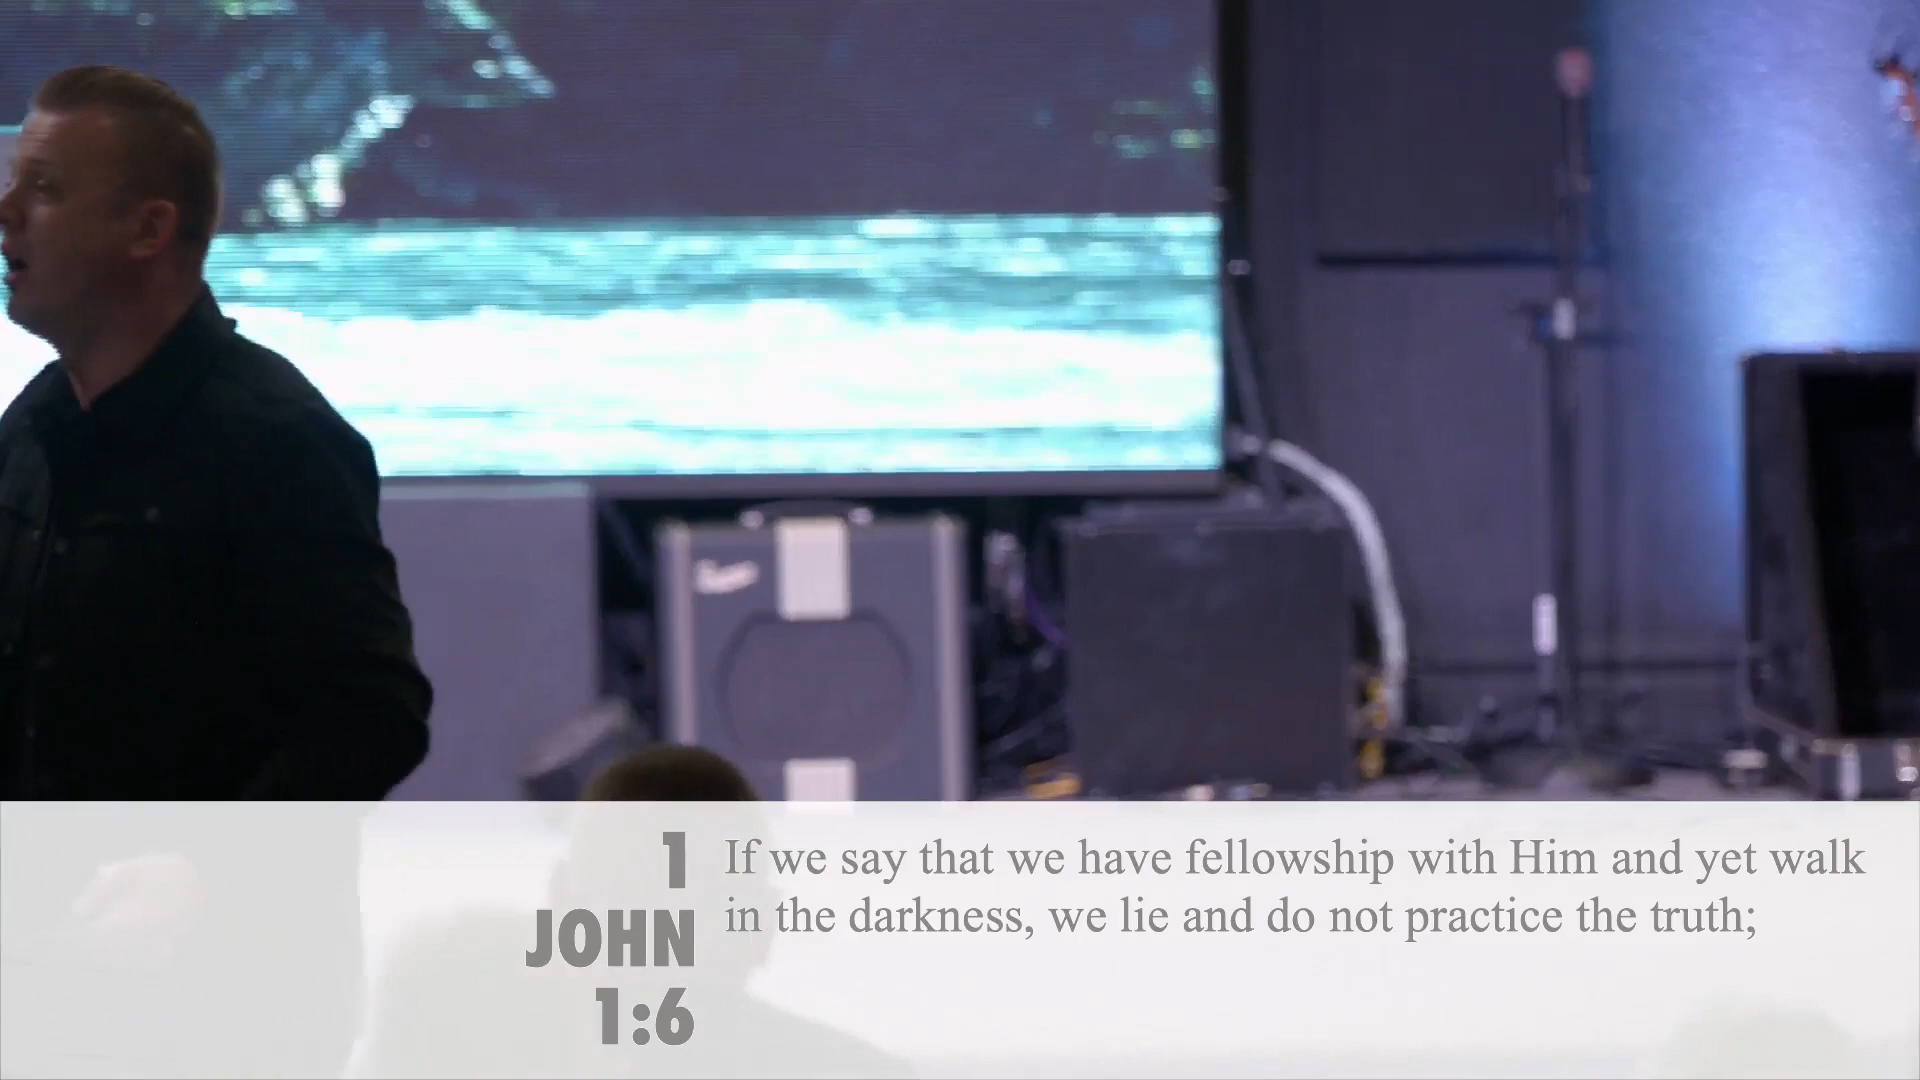 1
JOHN
1:6
If we say that we have fellowship with Him and yet walk
in the darkness, we lie and do not practice the truth;